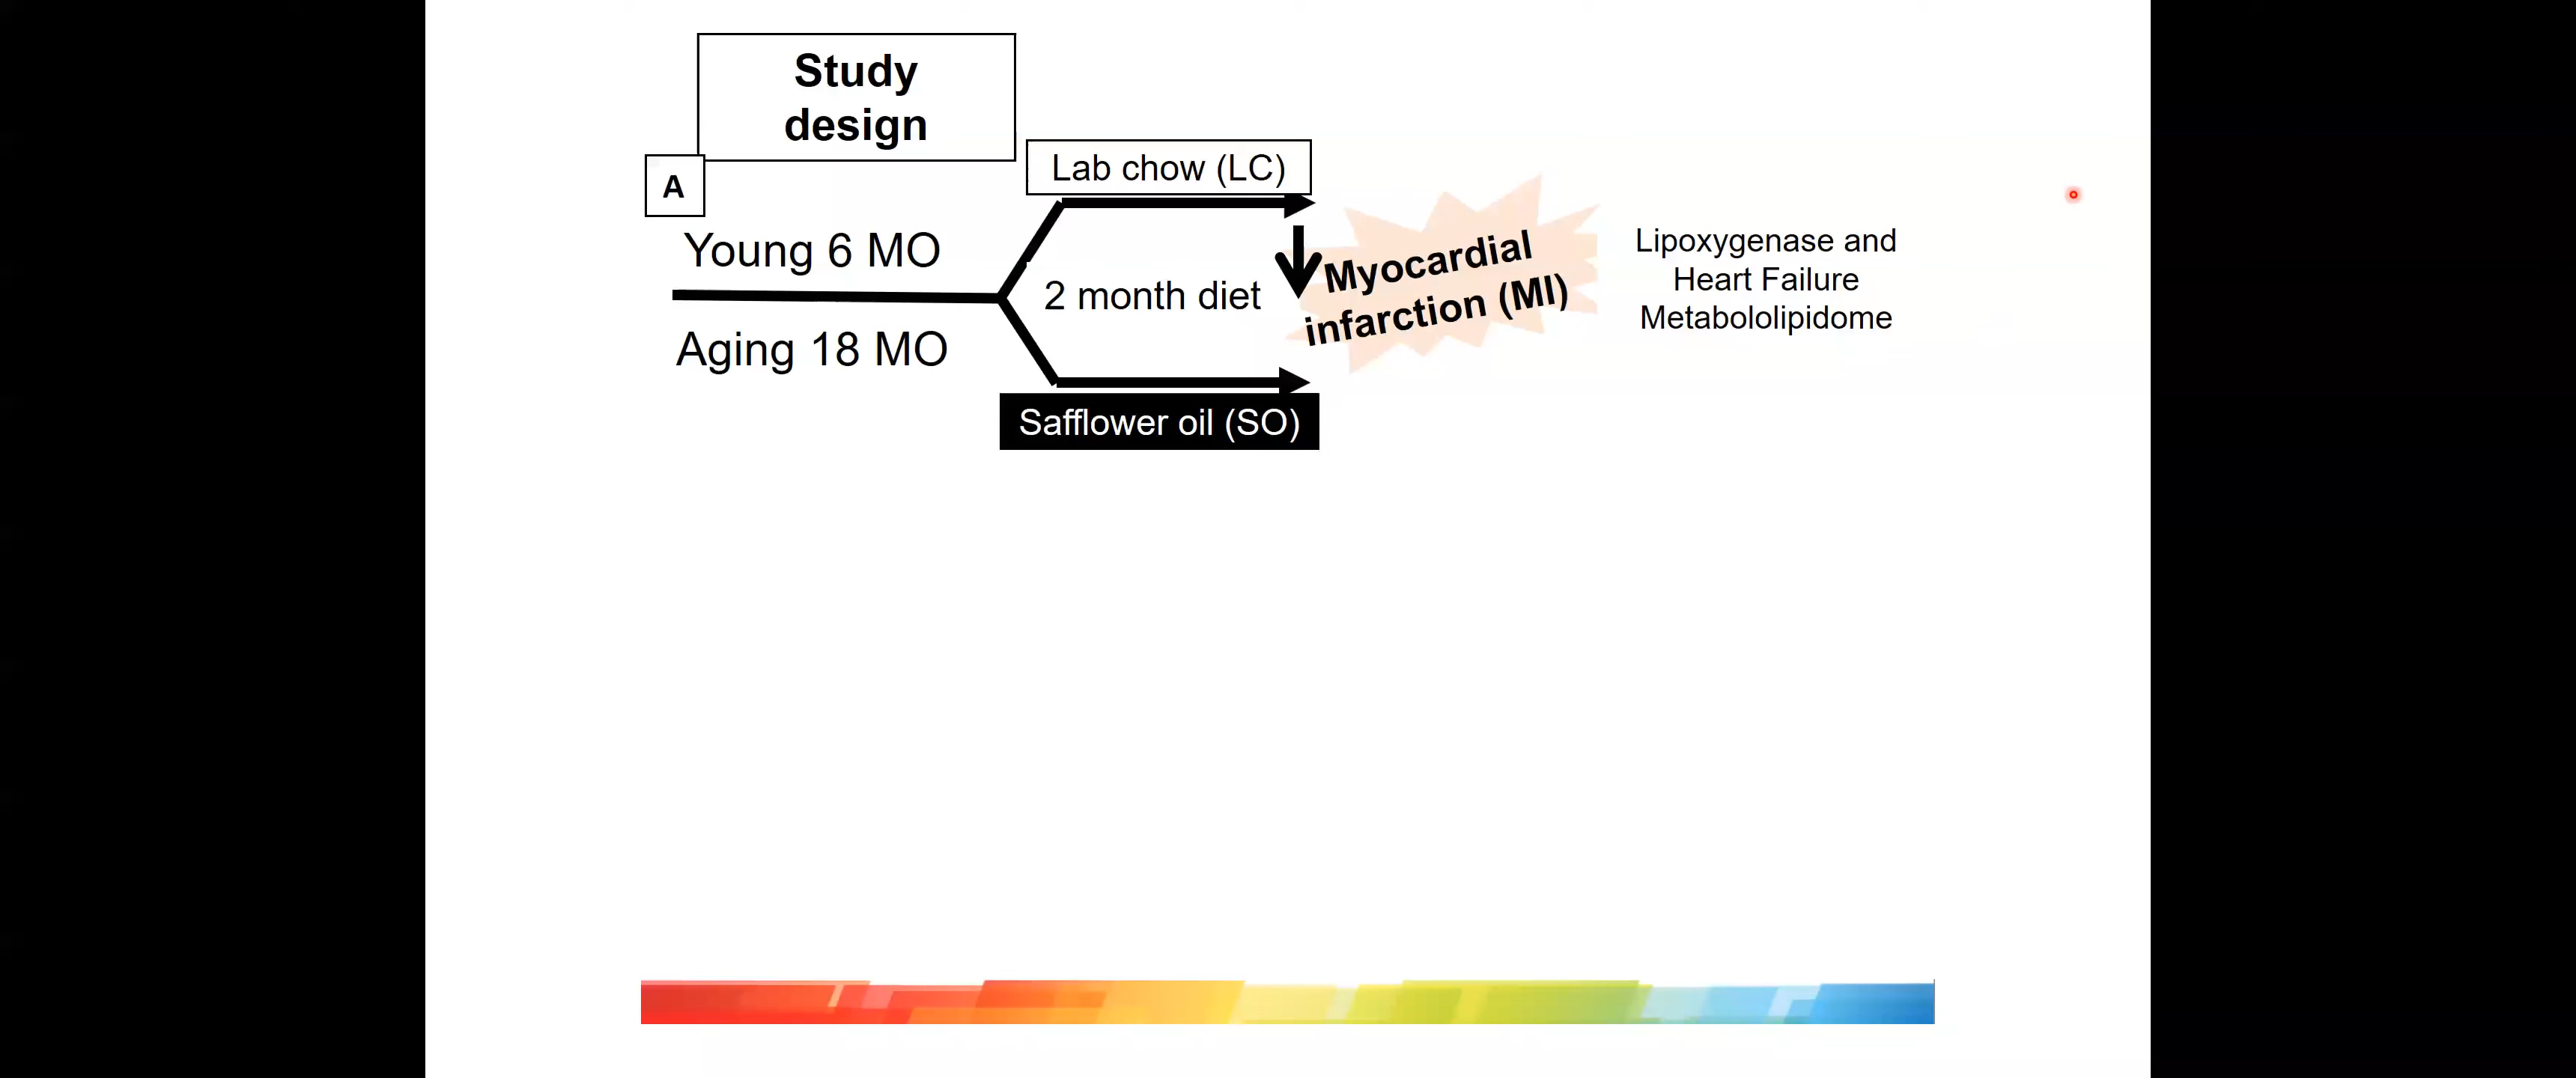 Study
design
A
Lab chow (LC)
Young 6 MO
Aging 18 MO
2 month diet
Myocardial
infarction (MI)
Safflower oil (SO)
Lipoxygenase and
Heart Failure
Metabololipidome